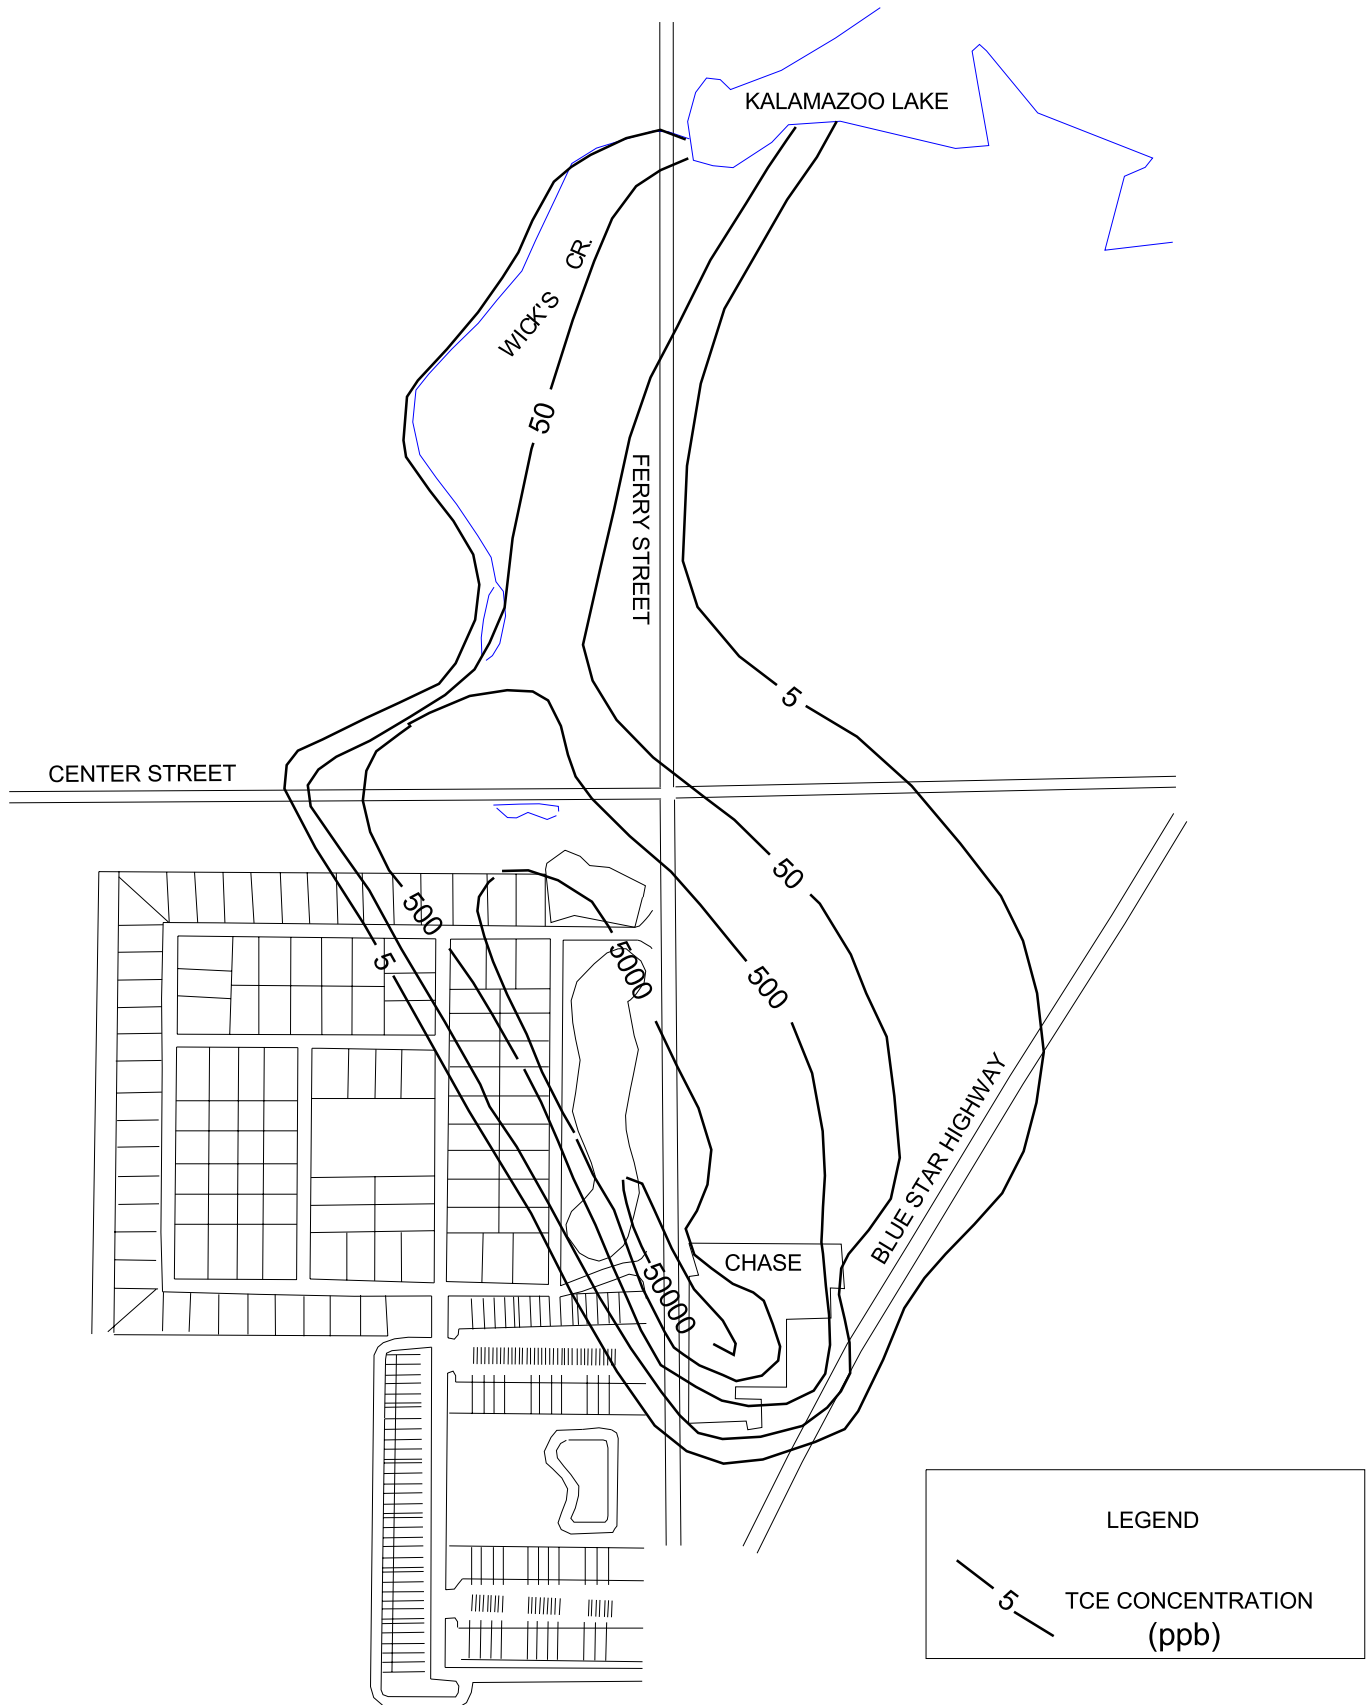 KALAMAZOO LAKE
WICK'S CR.
50
FERRY STREET
5
CENTER STREET
50
500
5
5000
500
BLUE STAR HIGHWAY
CHASE
50000
LEGEND
5
TCE CONCENTRATION
(ppb)